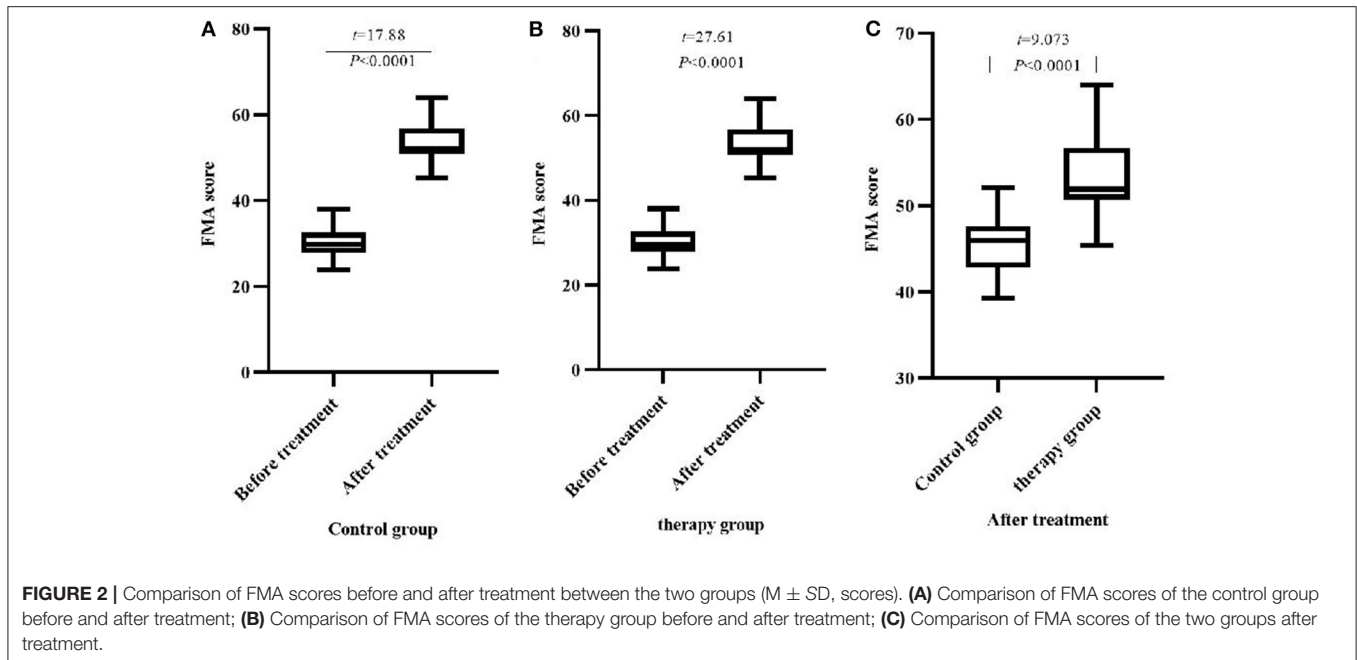 A
80
60
40
20
0
FMA score
t=17.88
P<0.0001
Before treatment
After treatment
Control group
B
80
60
40
20
0
FMA score
t=27.61
P<0.0001
Before treatment
After treatment
therapy group
C
70
60
50
40
30
FMA score
t=9.073
P<0.0001
Control group
therapy group
After treatment
FIGURE 2 | Comparison of FMA scores before and after treatment between the two groups (M ± SD, scores). (A) Comparison of FMA scores of the control group
before and after treatment; (B) Comparison of FMA scores of the therapy group before and after treatment; (C) Comparison of FMA scores of the two groups after
treatment.